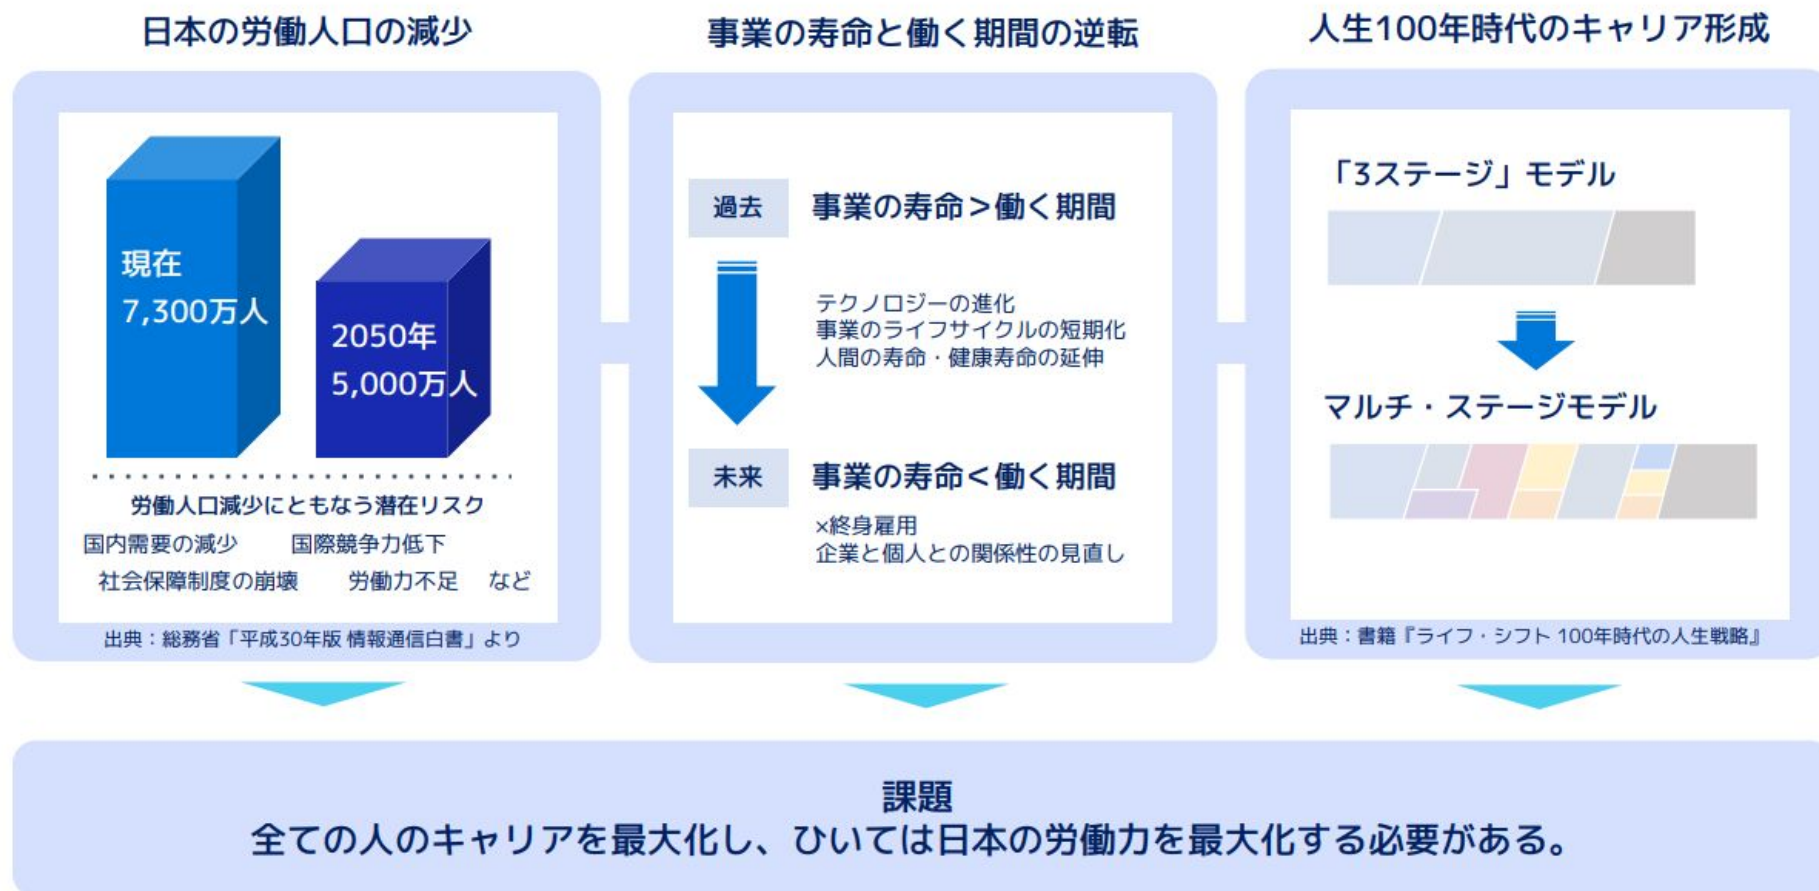 日本の労働人口の減少
現在
7,300万人
2050年
5,000万人
労働人口減少にともなう潜在リスク
国内需要の減少 国際競争力低下
社会保障制度の崩壊 労働力不足 など
出典：総務省「平成30年版 情報通信白書」より
事業の寿命と働く期間の逆転
過去 事業の寿命＞働く期間
テクノロジーの進化
事業のライフサイクルの短期化
人間の寿命・健康寿命の延伸
未来 事業の寿命＜働く期間
×終身雇用
企業と個人との関係性の見直し
人生100年時代のキャリア形成
「3ステージ」モデル
マルチ・ステージモデル
出典：書籍『ライフ・シフト 100年時代の人生戦略』
課題
全ての人のキャリアを最大化し、ひいては日本の労働力を最大化する必要がある。